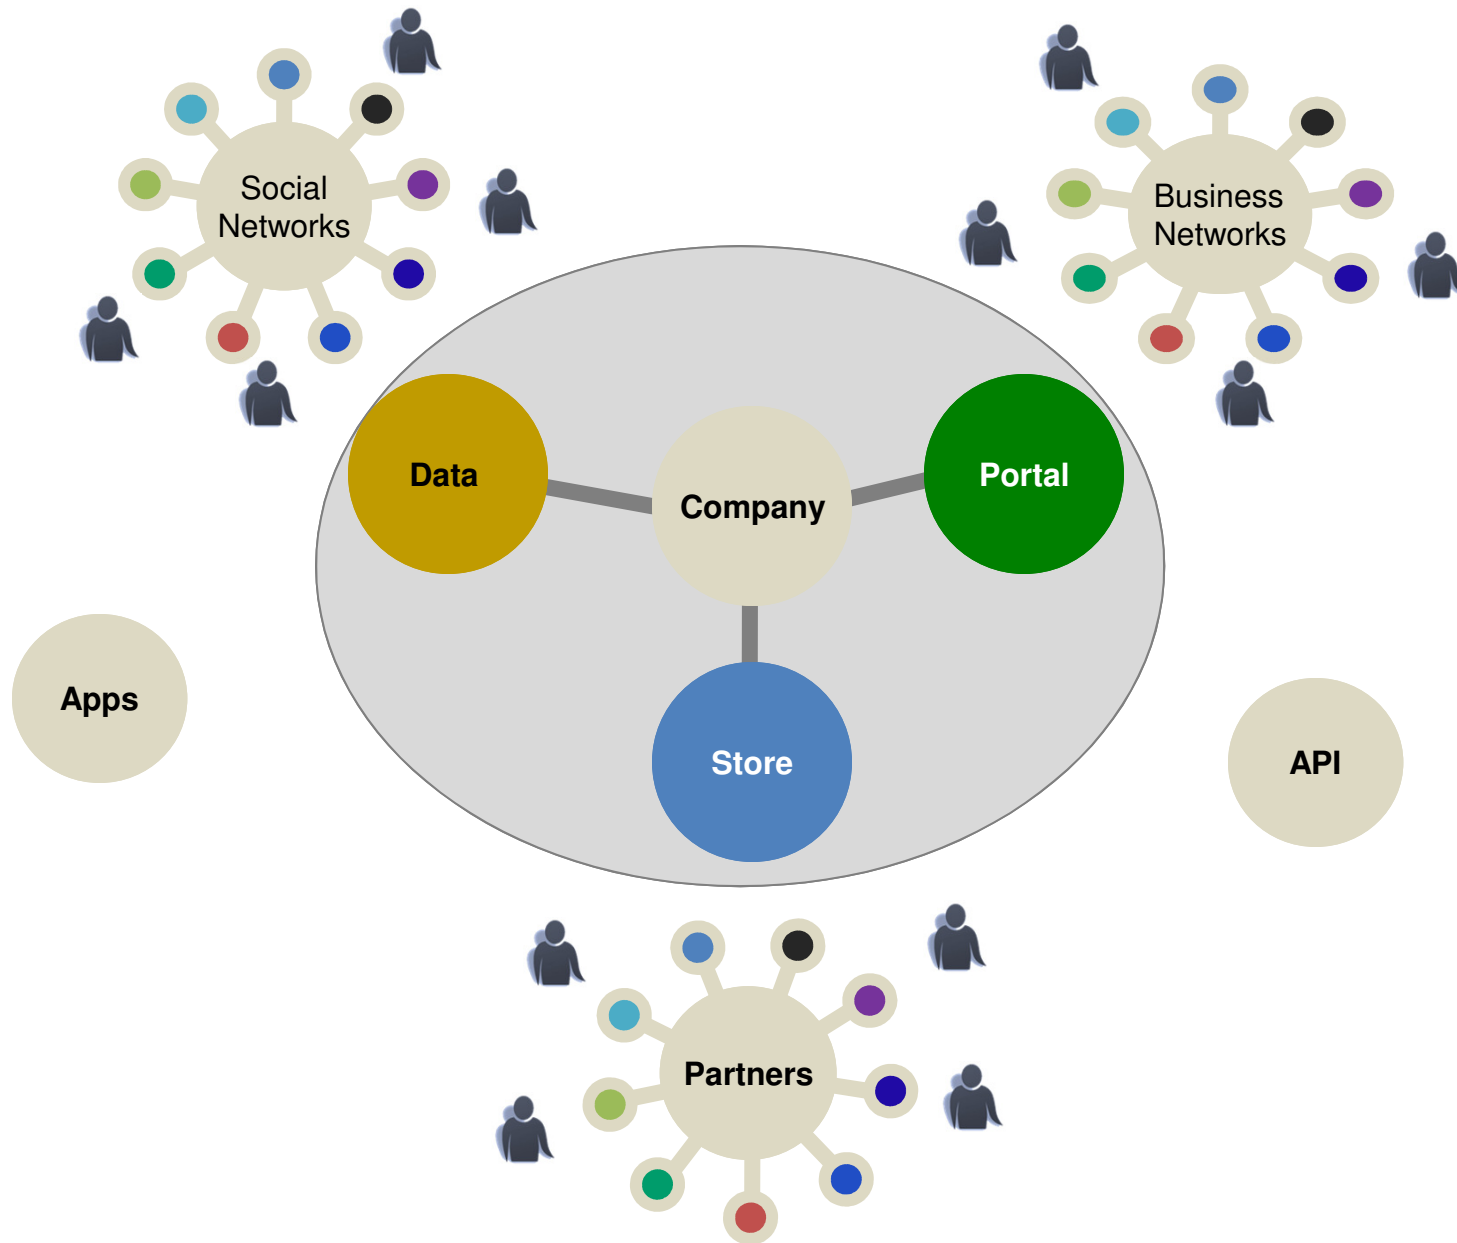 Social
Networks
Business
Networks
Data
Company
Portal
Apps
Store
API
Partners